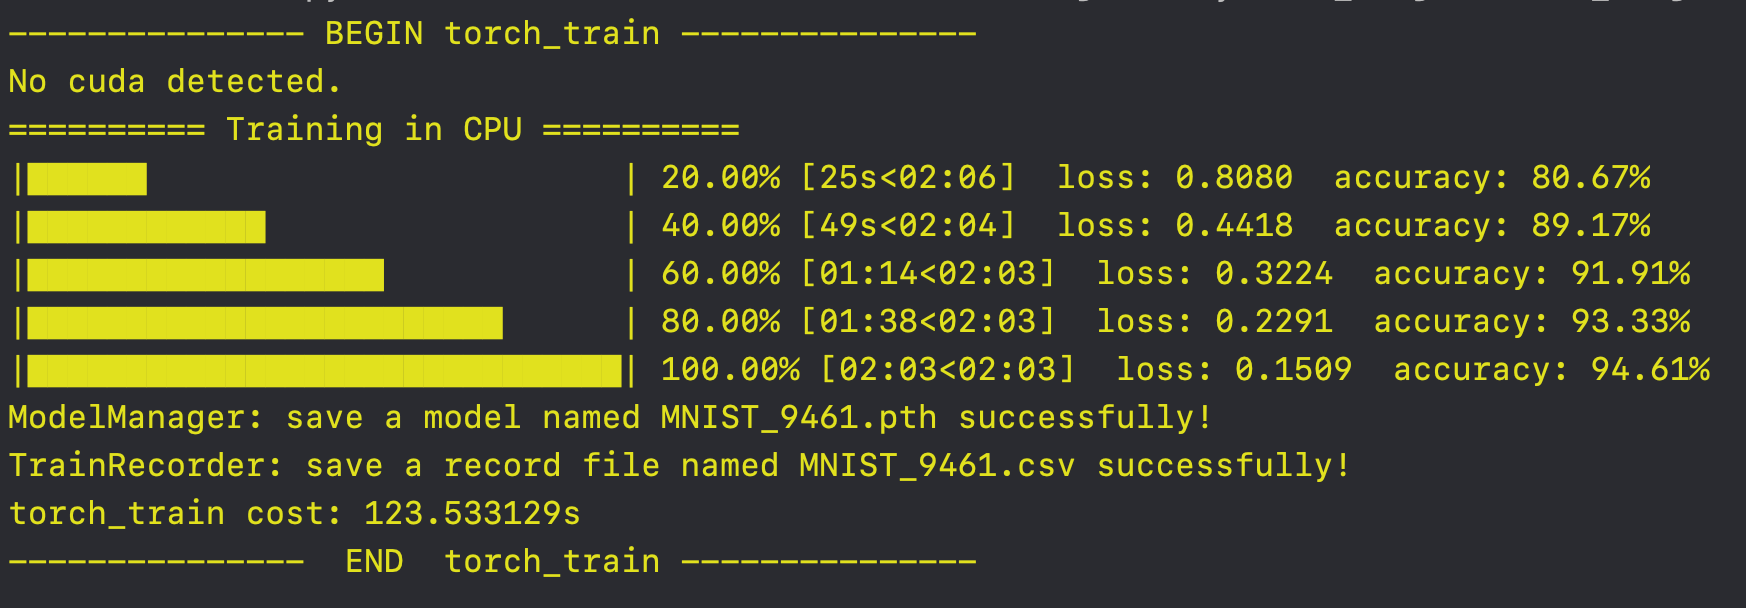 --------------- BEGIN torch_train ---------------
No cuda detected.
========== Training in CPU ==========
|██████                        | 20.00% [25s<02:06]  loss: 0.8080  accuracy: 80.67%
|████████████                  | 40.00% [49s<02:04]  loss: 0.4418  accuracy: 89.17%
|██████████████████            | 60.00% [01:14<02:03]  loss: 0.3224  accuracy: 91.91%
|████████████████████████      | 80.00% [01:38<02:03]  loss: 0.2291  accuracy: 93.33%
|██████████████████████████████| 100.00% [02:03<02:03]  loss: 0.1509  accuracy: 94.61%
ModelManager: save a model named MNIST_9461.pth successfully!
TrainRecorder: save a record file named MNIST_9461.csv successfully!
torch_train cost: 123.533129s
---------------  END  torch_train ---------------